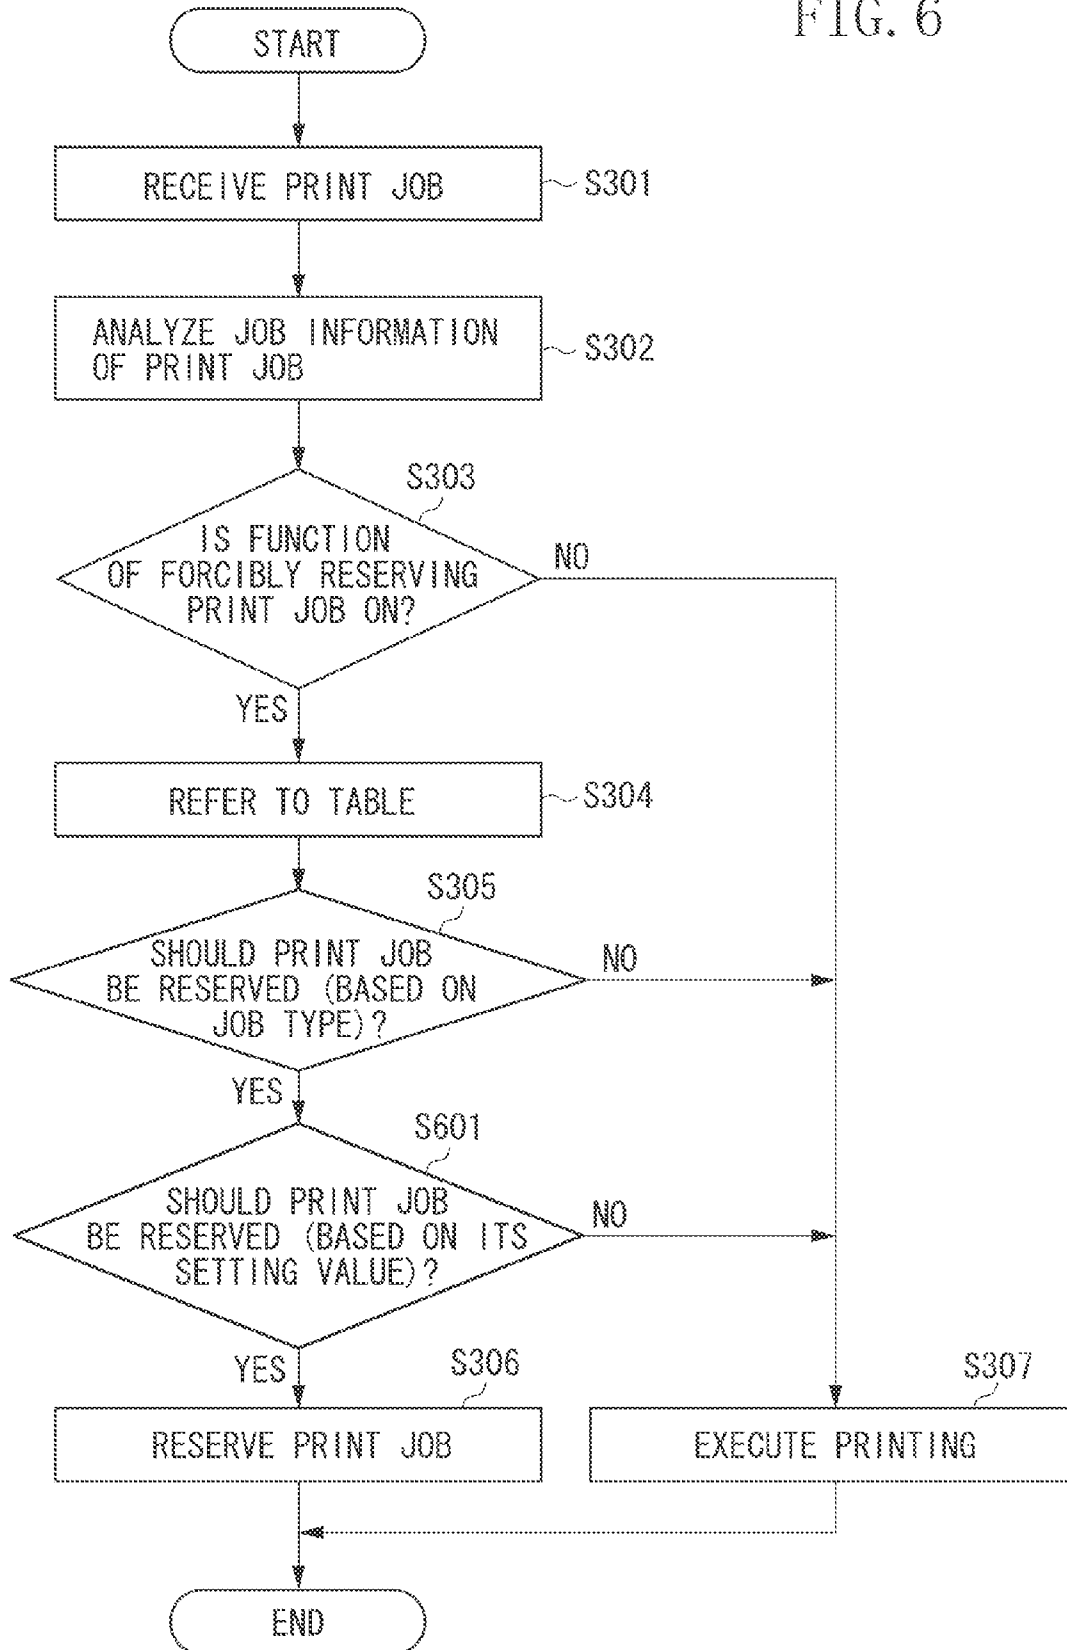 FIG. 6
START
RECEIVE PRINT JOB
S301
ANALYZE JOB INFORMATION
OF PRINT JOB
S302
S303
IS FUNCTION
OF FORCIBLY RESERVING
PRINT JOB ON?
NO
YES
REFER TO TABLE
S304
S305
SHOULD PRINT JOB
BE RESERVED (BASED ON
JOB TYPE)?
NO
YES
S601
SHOULD PRINT JOB
BE RESERVED (BASED ON ITS
SETTING VALUE)?
NO
YES
S306
RESERVE PRINT JOB
S307
EXECUTE PRINTING
END